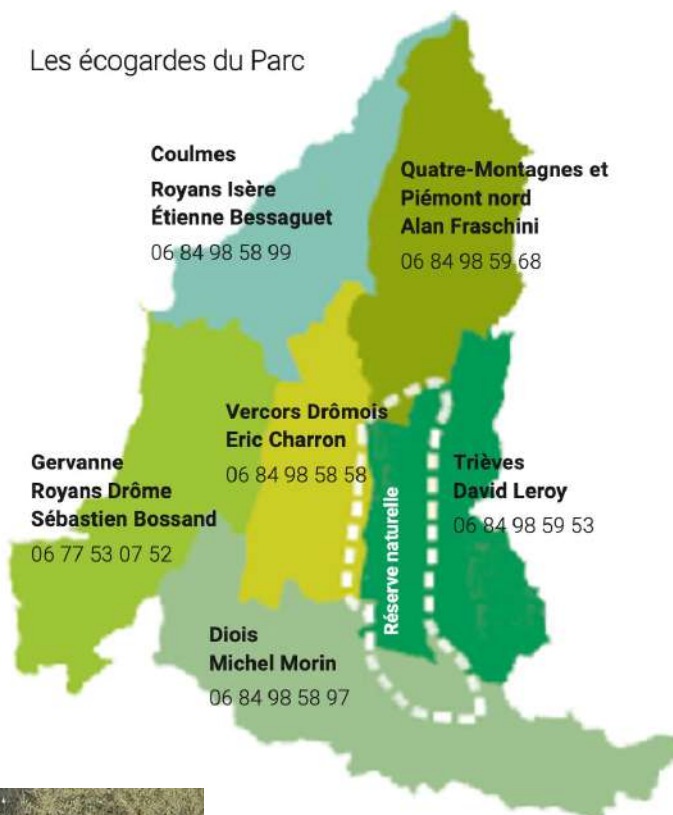 Les écogardes du Parc
Coulmes
Royans Isère
Étienne Bessaguet
06 84 98 58 99
Quatre-Montagnes et
Piémont nord
Alan Fraschini
06 84 98 59 68
Vercors Drômois
Eric Charron
06 84 98 58 58
Gervanne
Royans Drôme
Sébastien Bossand
06 77 53 07 52
Trièves
David Leroy
06 84 98 59 53
Réserve naturelle
Diois
Michel Morin
06 84 98 58 97